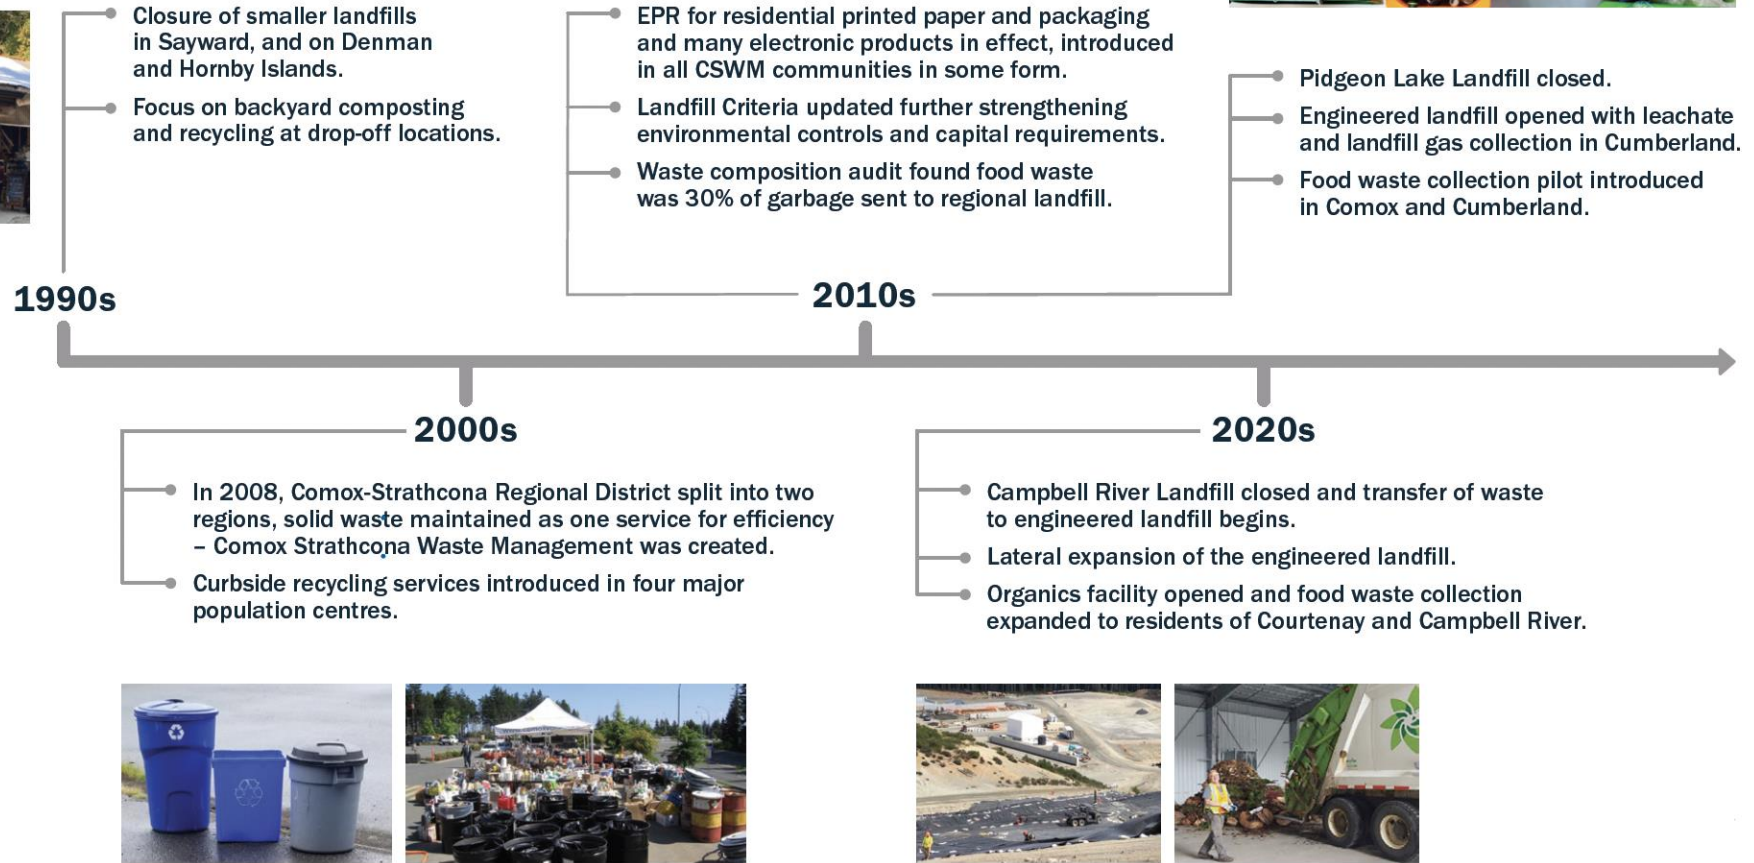 Closure of smaller landfills
in Sayward, and on Denman
and Hornby Islands.
Focus on backyard composting
and recycling at drop-off locations.
1990s
EPR for residential printed paper and packaging
and many electronic products in effect, introduced
in all CSWM communities in some form.
Landfill Criteria updated further strengthening
environmental controls and capital requirements.
Waste composition audit found food waste
was 30% of garbage sent to regional landfill.
2010s
Pidgeon Lake Landfill closed.
Engineered landfill opened with leachate
and landfill gas collection in Cumberland.
Food waste collection pilot introduced
in Comox and Cumberland.
2000s
In 2008, Comox-Strathcona Regional District split into two
regions, solid waste maintained as one service for efficiency
– Comox Strathcona Waste Management was created.
Curbside recycling services introduced in four major
population centres.
2020s
Campbell River Landfill closed and transfer of waste
to engineered landfill begins.
Lateral expansion of the engineered landfill.
Organics facility opened and food waste collection
expanded to residents of Courtenay and Campbell River.